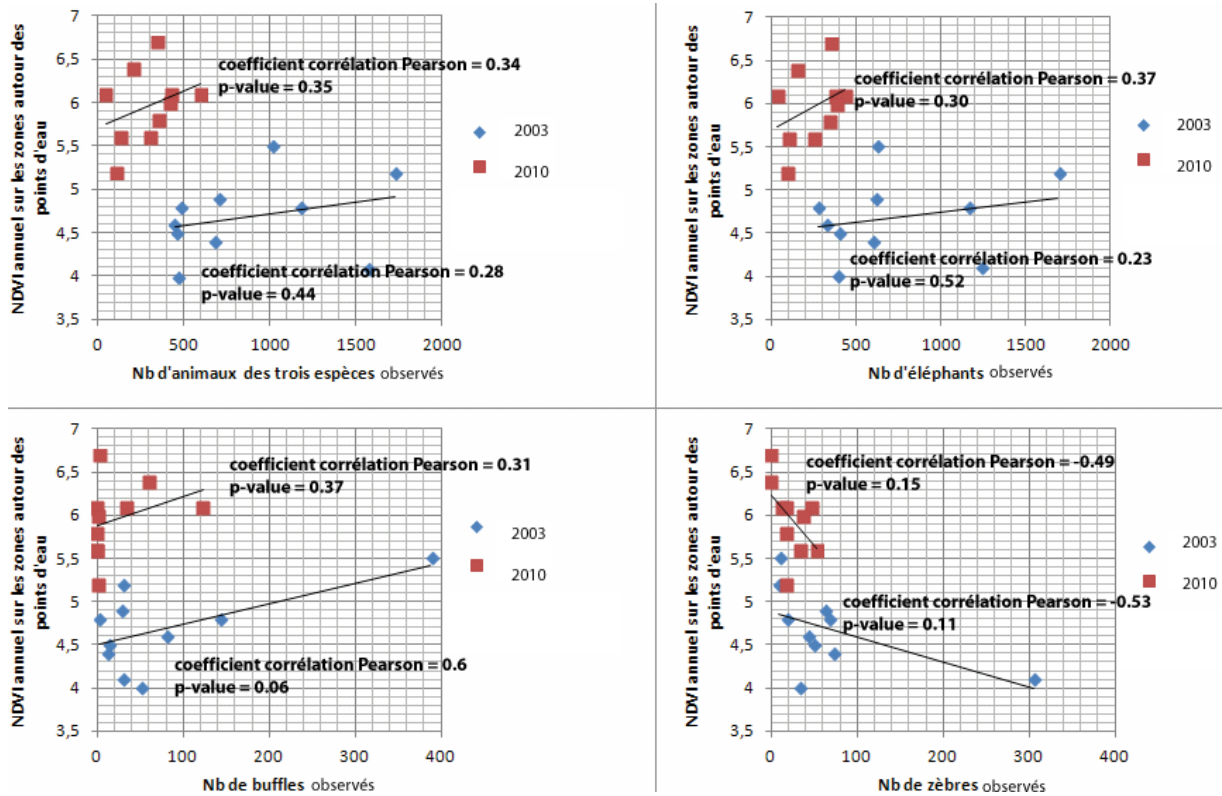 NDVI annuel sur les zones autour des
points d'eau
7
6,5
6
5,5
5
4,5
4
3,5
coefficient corrélation Pearson = 0.34
p-value = 0.35
2003
2010
coefficient corrélation Pearson = 0.28
p-value = 0.44
0 500 1000 1500 2000
Nb d'animaux des trois espèces observés
NDVI annuel sur les zones autour des
points d'eau
7
6,5
6
5,5
5
4,5
4
3,5
coefficient corrélation Pearson = 0.37
p-value = 0.30
2003
2010
coefficient corrélation Pearson = 0.23
p-value = 0.52
0 500 1000 1500 2000
Nb d'éléphants observés
NDVI annuel sur les zones autour des
points d'eau
7
6,5
6
5,5
5
4,5
4
3,5
coefficient corrélation Pearson = 0.31
p-value = 0.37
2003
2010
coefficient corrélation Pearson = 0.6
p-value = 0.06
0 100 200 300 400
Nb de buffles observés
NDVI annuel sur les zones autour des
points d'eau
7
6,5
6
5,5
5
4,5
4
3,5
coefficient corrélation Pearson = -0.49
p-value = 0.15
2003
2010
coefficient corrélation Pearson = -0.53
p-value = 0.11
0 100 200 300 400
Nb de zèbres observés